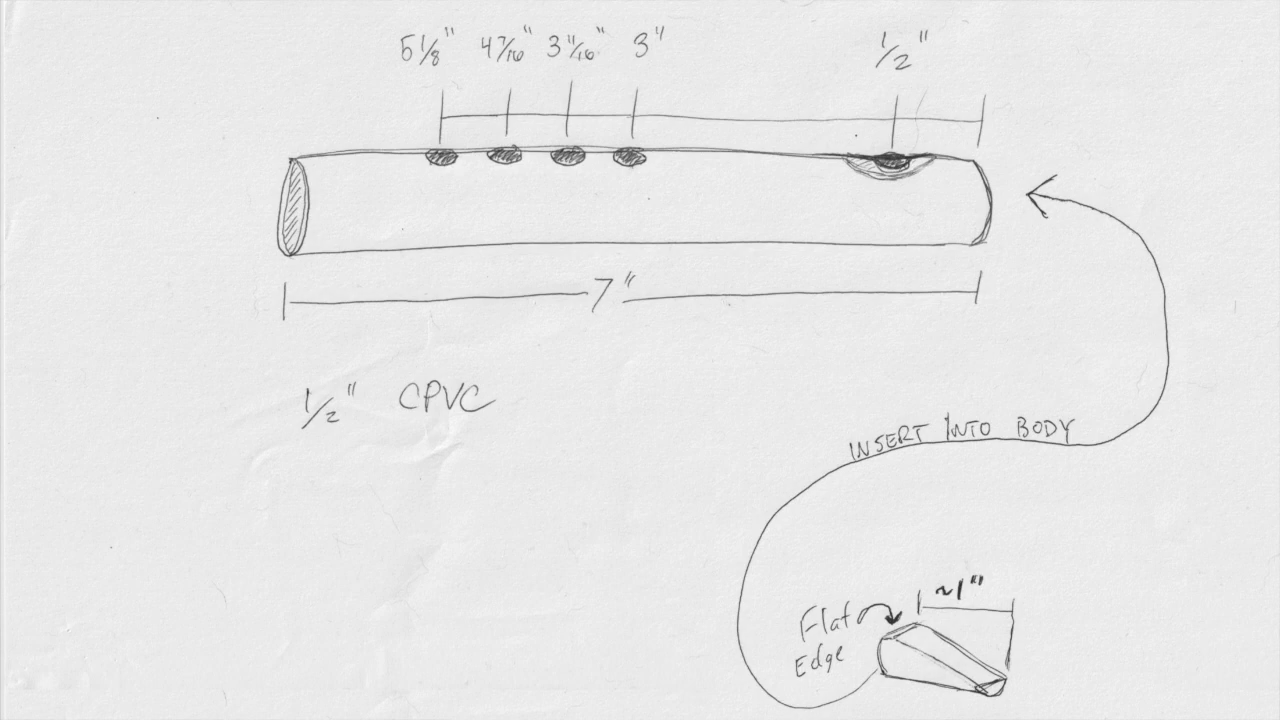 5 1/8" 4 7/16" 3 11/16" 3" 1/2"
7"
1/2" CPVC
INSERT INTO BODY
~1"
Flat
Edge